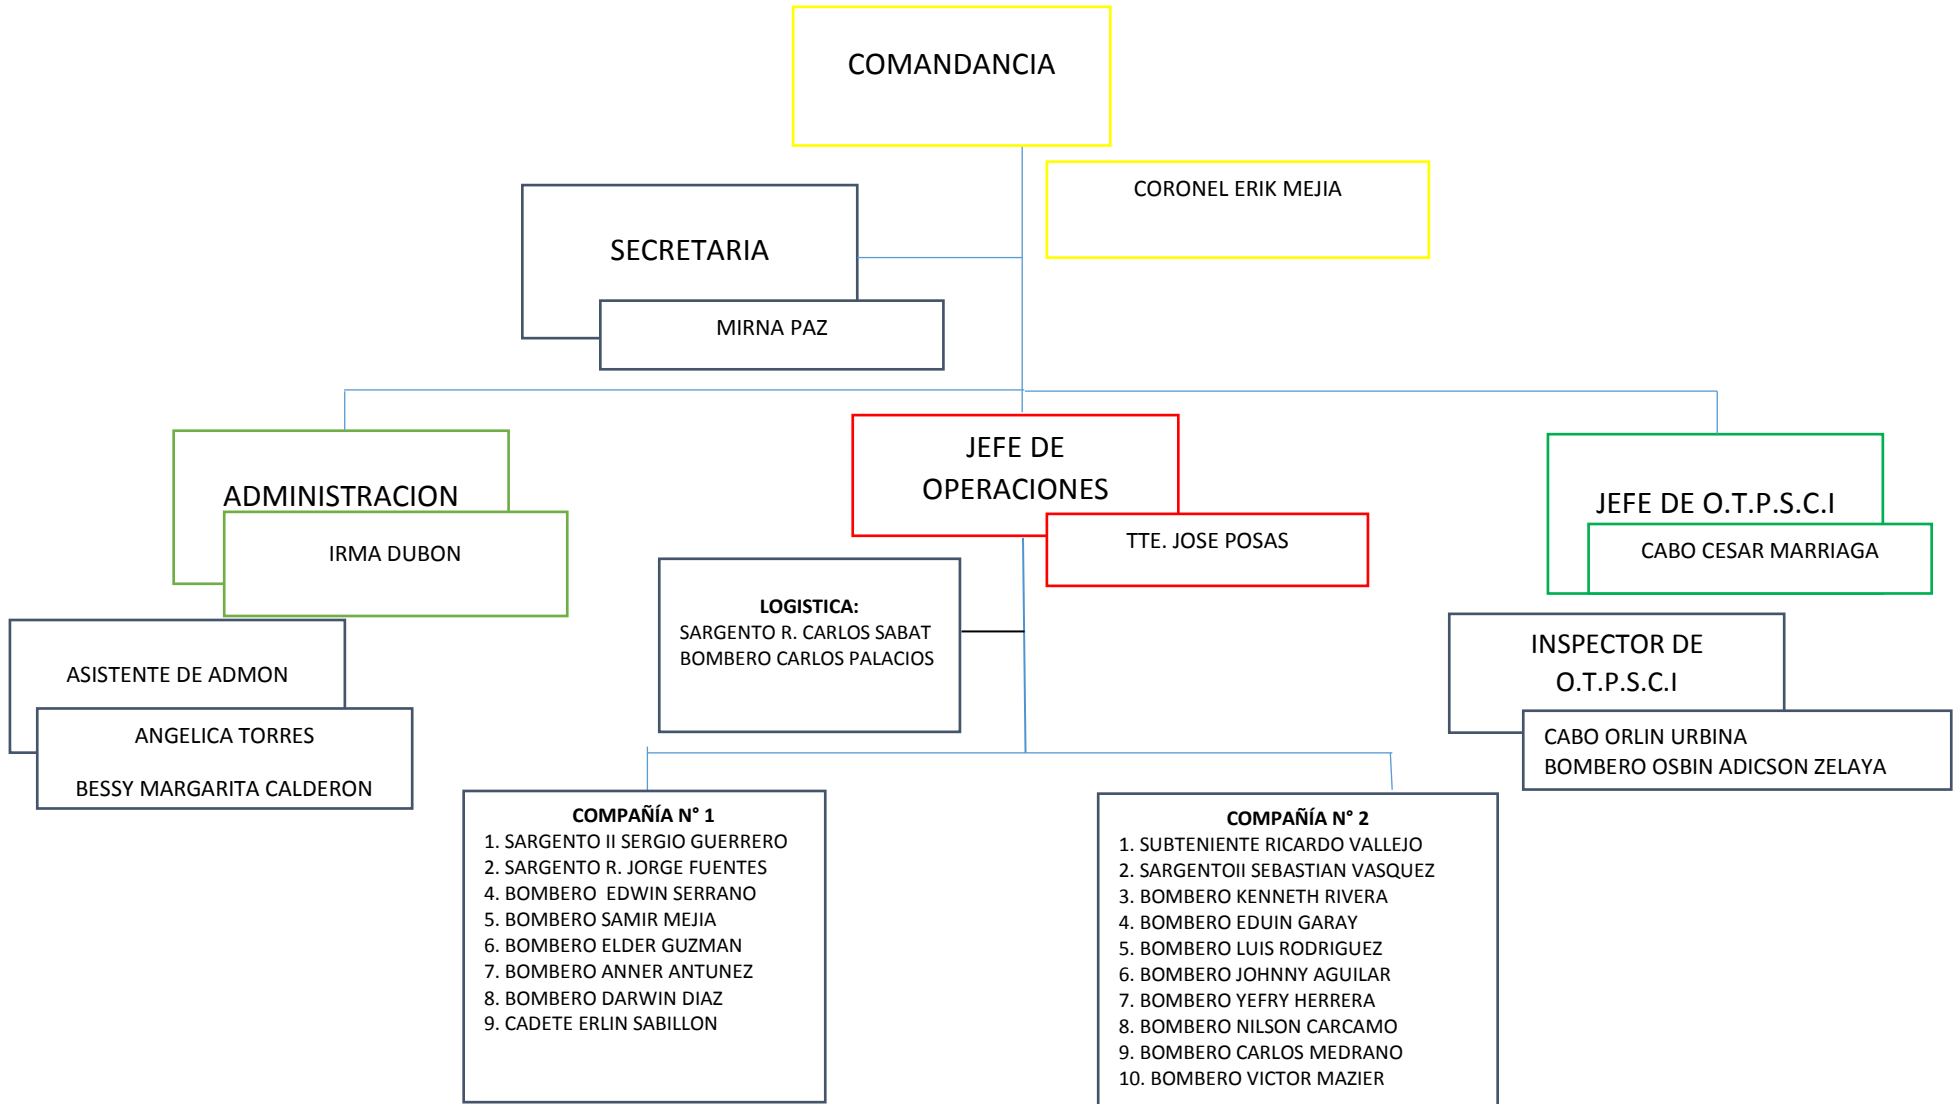 COMANDANCIA
CORONEL ERIK MEJIA
SECRETARIA
MIRNA PAZ
ADMINISTRACION
IRMA DUBON
JEFE DE
OPERACIONES
TTE. JOSE POSAS
JEFE DE O.T.P.S.C.I
CABO CESAR MARRIAGA
LOGISTICA:
SARGENTO R. CARLOS SABAT
BOMBERO CARLOS PALACIOS
ASISTENTE DE ADMON
ANGELICA TORRES
BESSY MARGARITA CALDERON
INSPECTOR DE
O.T.P.S.C.I
CABO ORLIN URBINA
BOMBERO OSBIN ADICSON ZELAYA
COMPAÑÍA N° 1
1. SARGENTO II SERGIO GUERRERO
2. SARGENTO R. JORGE FUENTES
4. BOMBERO  EDWIN SERRANO
5. BOMBERO SAMIR MEJIA
6. BOMBERO ELDER GUZMAN
7. BOMBERO ANNER ANTUNEZ
8. BOMBERO DARWIN DIAZ
9. CADETE ERLIN SABILLON
COMPAÑÍA N° 2
1. SUBTENIENTE RICARDO VALLEJO
2. SARGENTOII SEBASTIAN VASQUEZ
3. BOMBERO KENNETH RIVERA
4. BOMBERO EDUIN GARAY
5. BOMBERO LUIS RODRIGUEZ
6. BOMBERO JOHNNY AGUILAR
7. BOMBERO YEFRY HERRERA
8. BOMBERO NILSON CARCAMO
9. BOMBERO CARLOS MEDRANO
10. BOMBERO VICTOR MAZIER